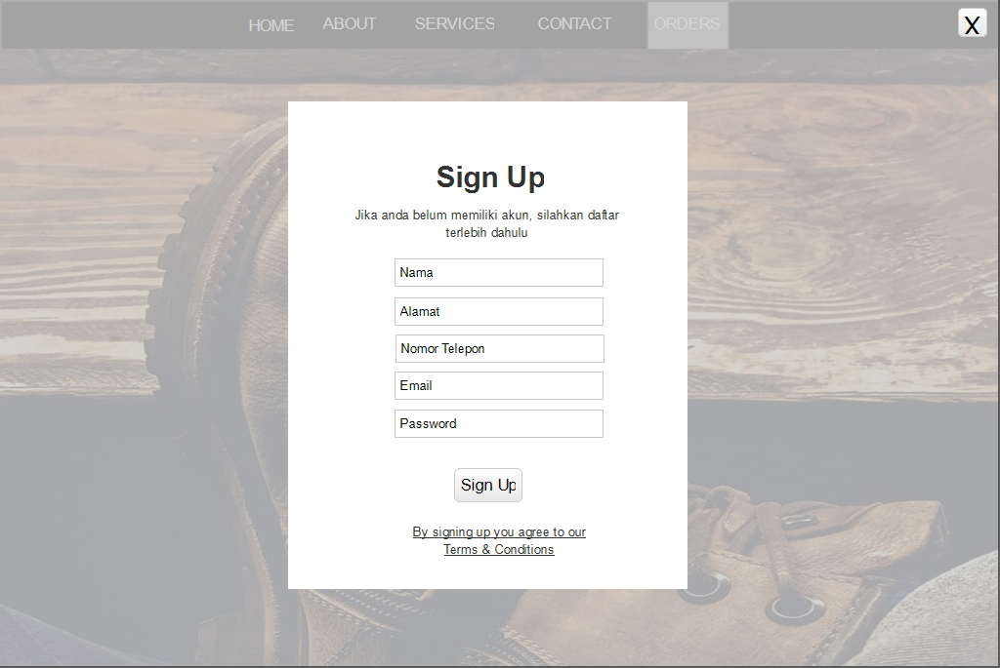 HOME ABOUT SERVICES CONTACT ORDERS X
Sign Up
Jika anda belum memiliki akun, silahkan daftar
terlebih dahulu
Nama
Alamat
Nomor Telepon
Email
Password
Sign Up
By signing up you agree to our
Terms & Conditions